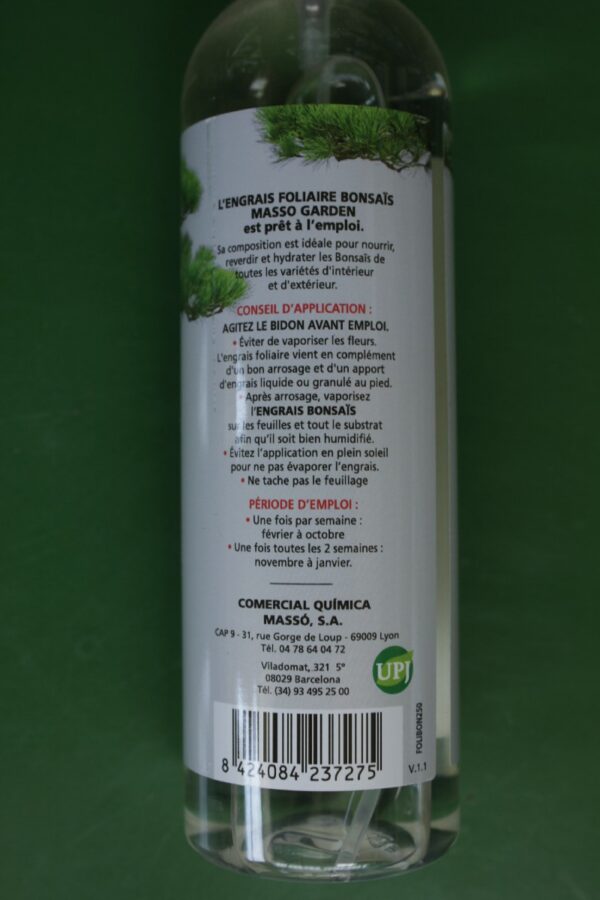 L'ENGRAIS FOLIAIRE BONSAÏS
MASSO GARDEN
est prêt à l'emploi.
Sa composition est idéale pour nourrir,
reverdir et hydrater les Bonsaïs de
toutes les variétés d'intérieur
et d'extérieur.
CONSEIL D'APPLICATION :
AGITEZ LE BIDON AVANT EMPLOI.
• Éviter de vaporiser les fleurs.
L'engrais foliaire vient en complément
d'un bon arrosage et d'un apport
d'engrais liquide ou granulé au pied.
• Après arrosage, vaporisez
l'ENGRAIS BONSAÏS
sur les feuilles et tout le substrat
afin qu'il soit bien humidifié.
• Évitez l'application en plein soleil
pour ne pas évaporer l'engrais.
• Ne tache pas le feuillage
PÉRIODE D'EMPLOI :
• Une fois par semaine :
février à octobre
• Une fois toutes les 2 semaines :
novembre à janvier.
COMERCIAL QUÍMICA
MASSÓ, S.A.
CAP 9 - 31, rue Gorge de Loup - 69009 Lyon
Tél. 04 78 64 04 72
Viladomat, 321 5°
08029 Barcelona
Tél. (34) 93 495 25 00
UPJ
FOLIBON250
8 424084 237275
V.1.1